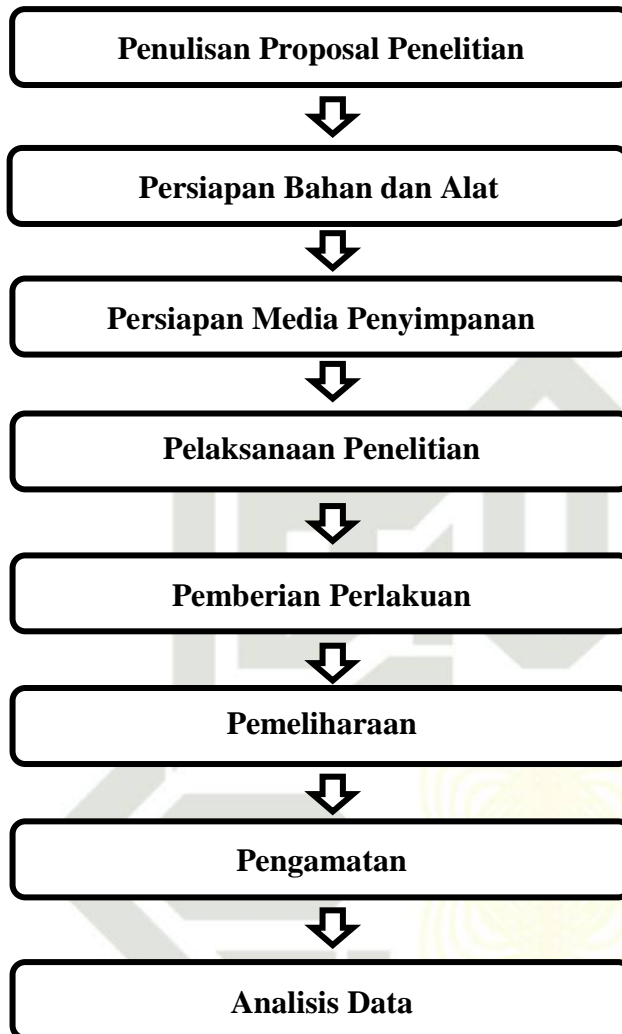 Penulisan Proposal Penelitian
Persiapan Bahan dan Alat
Persiapan Media Penyimpanan
Pelaksanaan Penelitian
Pemberian Perlakuan
Pemeliharaan
Pengamatan
Analisis Data